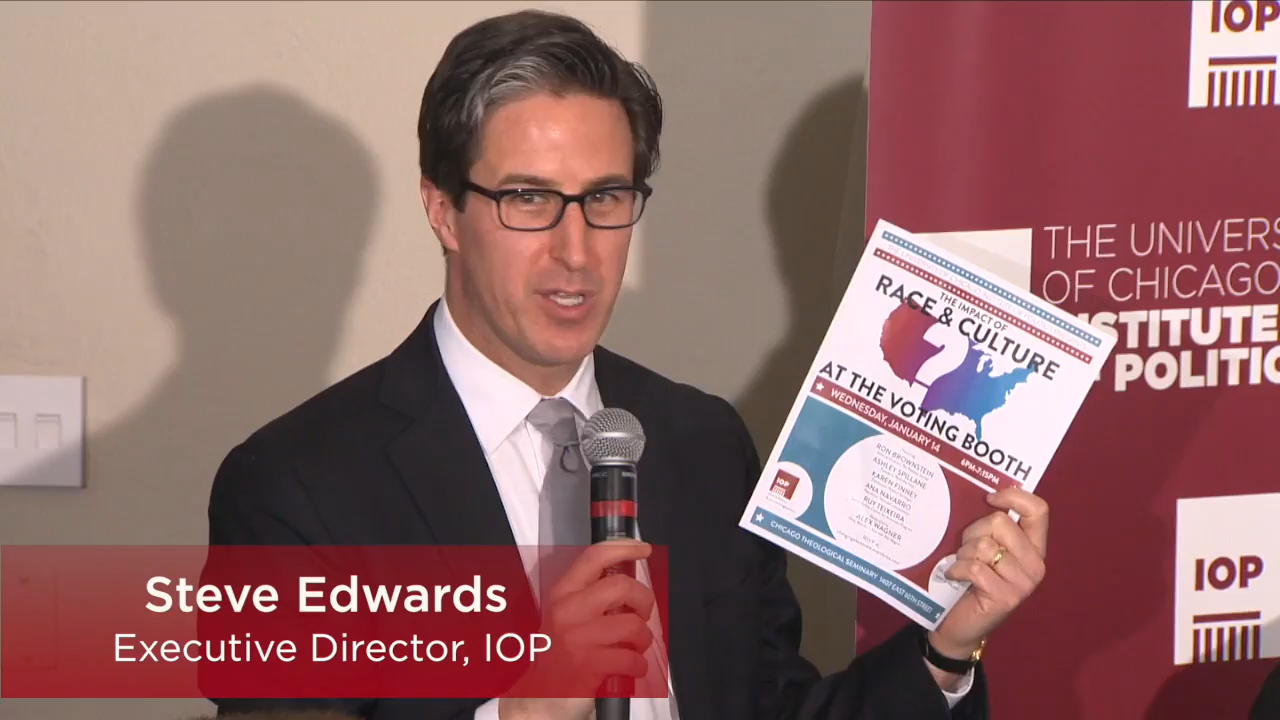 IOP
THE UNIVERS
OF CHICAGO
STITUTE
POLITIC
IOP
THE IMPACT OF
RACE & CULTURE
AT THE VOTING BOOTH
WEDNESDAY, JANUARY 14
6PM-7:15PM
RON BROWNSTEIN
ASHLEY SPILLANE
KAREN FINNEY
ANA NAVARRO
RUY TEIXEIRA
ALEX WAGNER
IOP
CHICAGO THEOLOGICAL SEMINARY 1407 EAST 60TH STREET
Steve Edwards
Executive Director, IOP